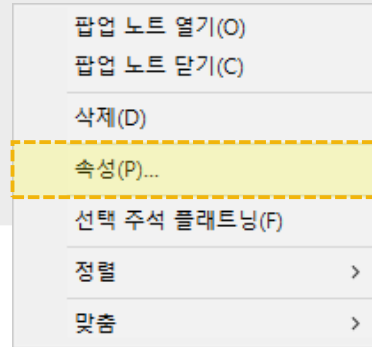 팝업 노트 열기(O)
팝업 노트 닫기(C)
삭제(D)
속성(P)...
선택 주석 플래트닝(F)
정렬 >
맞춤 >